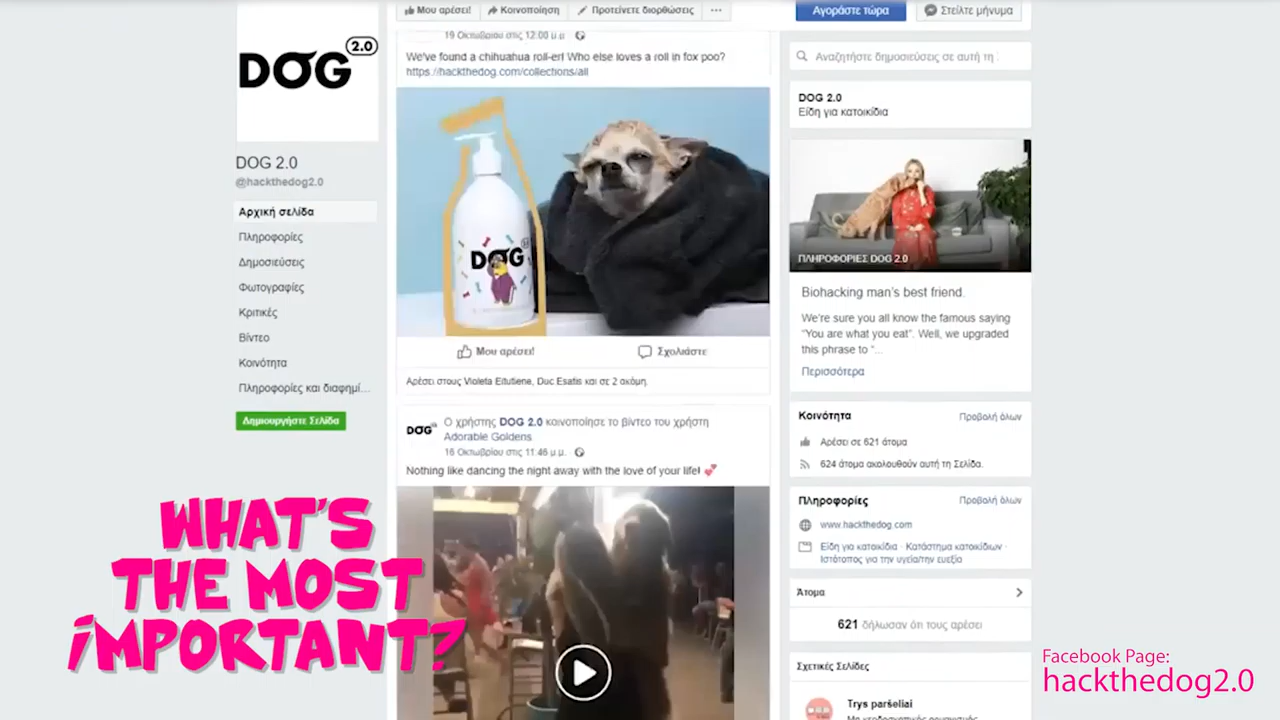 DOG 2.0
DOG 2.0
@hackthedog2.0
Αρχική σελίδα
Πληροφορίες
Δημοσιεύσεις
Φωτογραφίες
Κριτικές
Βίντεο
Κοινότητα
Πληροφορίες και διαφημί...
Δημιουργήστε Σελίδα
Μου αρέσει!
Κοινοποίηση
Προτείνετε διορθώσεις
19 Οκτωβρίου στις 12:00 μ.μ.
We've found a chihuahua roll-er! Who else loves a roll in fox poo?
https://hackthedog.com/collections/all
DOG
Μου αρέσει!
Σχολιάστε
Αρέσει στους Violeta Eitutiene, Duc Esatis και σε 2 ακόμη.
DOG
Ο χρήστης DOG 2.0 κοινοποίησε το βίντεο του χρήστη
Adorable Goldens
16 Οκτωβρίου στις 11:46 μ.μ.
Nothing like dancing the night away with the love of your life! 💕
Αγοράστε τώρα
Στείλτε μήνυμα
Αναζητήστε δημοσιεύσεις σε αυτή τη
DOG 2.0
Είδη για κατοικίδια
ΠΛΗΡΟΦΟΡΙΕΣ DOG 2.0
Biohacking man's best friend.
We're sure you all know the famous saying
“You are what you eat”. Well, we upgraded
this phrase to “...
Περισσότερα
Κοινότητα
Προβολή όλων
Αρέσει σε 621 άτομα
624 άτομα ακολουθούν αυτή τη Σελίδα.
Πληροφορίες
Προβολή όλων
www.hackthedog.com
Είδη για κατοικίδια · Κατάστημα κατοικίδιων ·
Ιστότοπος για την υγεία/την ευεξία
Άτομα
621 δήλωσαν ότι τους αρέσει
Σχετικές Σελίδες
Trys paršeliai
WHAT'S
THE MOST
iMPORTANT?
Facebook Page:
hackthedog2.0